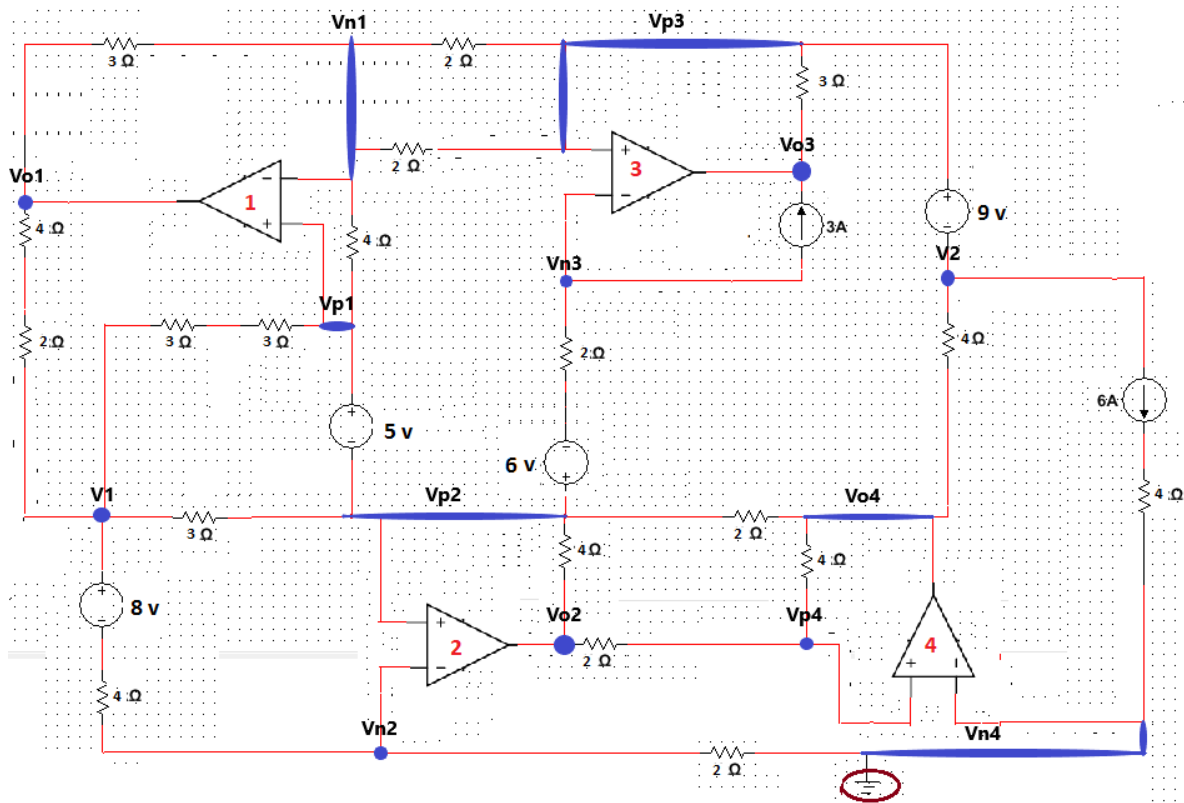 Vn1 Vp3
3 Ω 2 Ω 3 Ω
2 Ω 3 Vo3
Vo1 1 4 Ω 4 Ω 3A 9 v
Vn3 V2
Vp1
2 Ω 3 Ω 3 Ω 2 Ω 4 Ω
5 v 6A
6 v
V1 Vp2 Vo4 4 Ω
3 Ω 2 Ω
4 Ω 4 Ω
8 v Vo2 Vp4
2 2 Ω 4
4 Ω
Vn2 Vn4
2 Ω